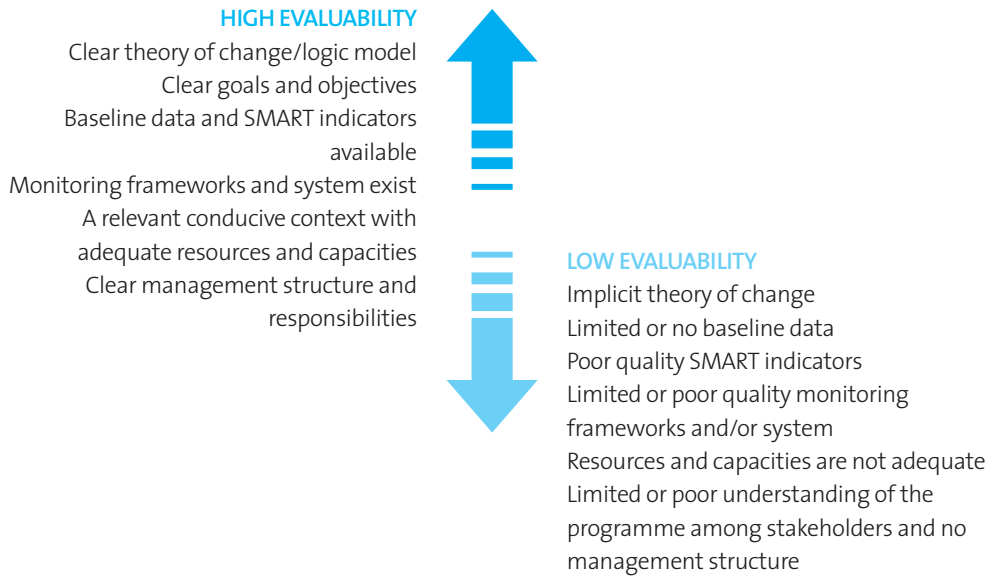 HIGH EVALUABILITY
Clear theory of change/logic model
Clear goals and objectives
Baseline data and SMART indicators
available
Monitoring frameworks and system exist
A relevant conducive context with
adequate resources and capacities
Clear management structure and
responsibilities
LOW EVALUABILITY
Implicit theory of change
Limited or no baseline data
Poor quality SMART indicators
Limited or poor quality monitoring
frameworks and/or system
Resources and capacities are not adequate
Limited or poor understanding of the
programme among stakeholders and no
management structure